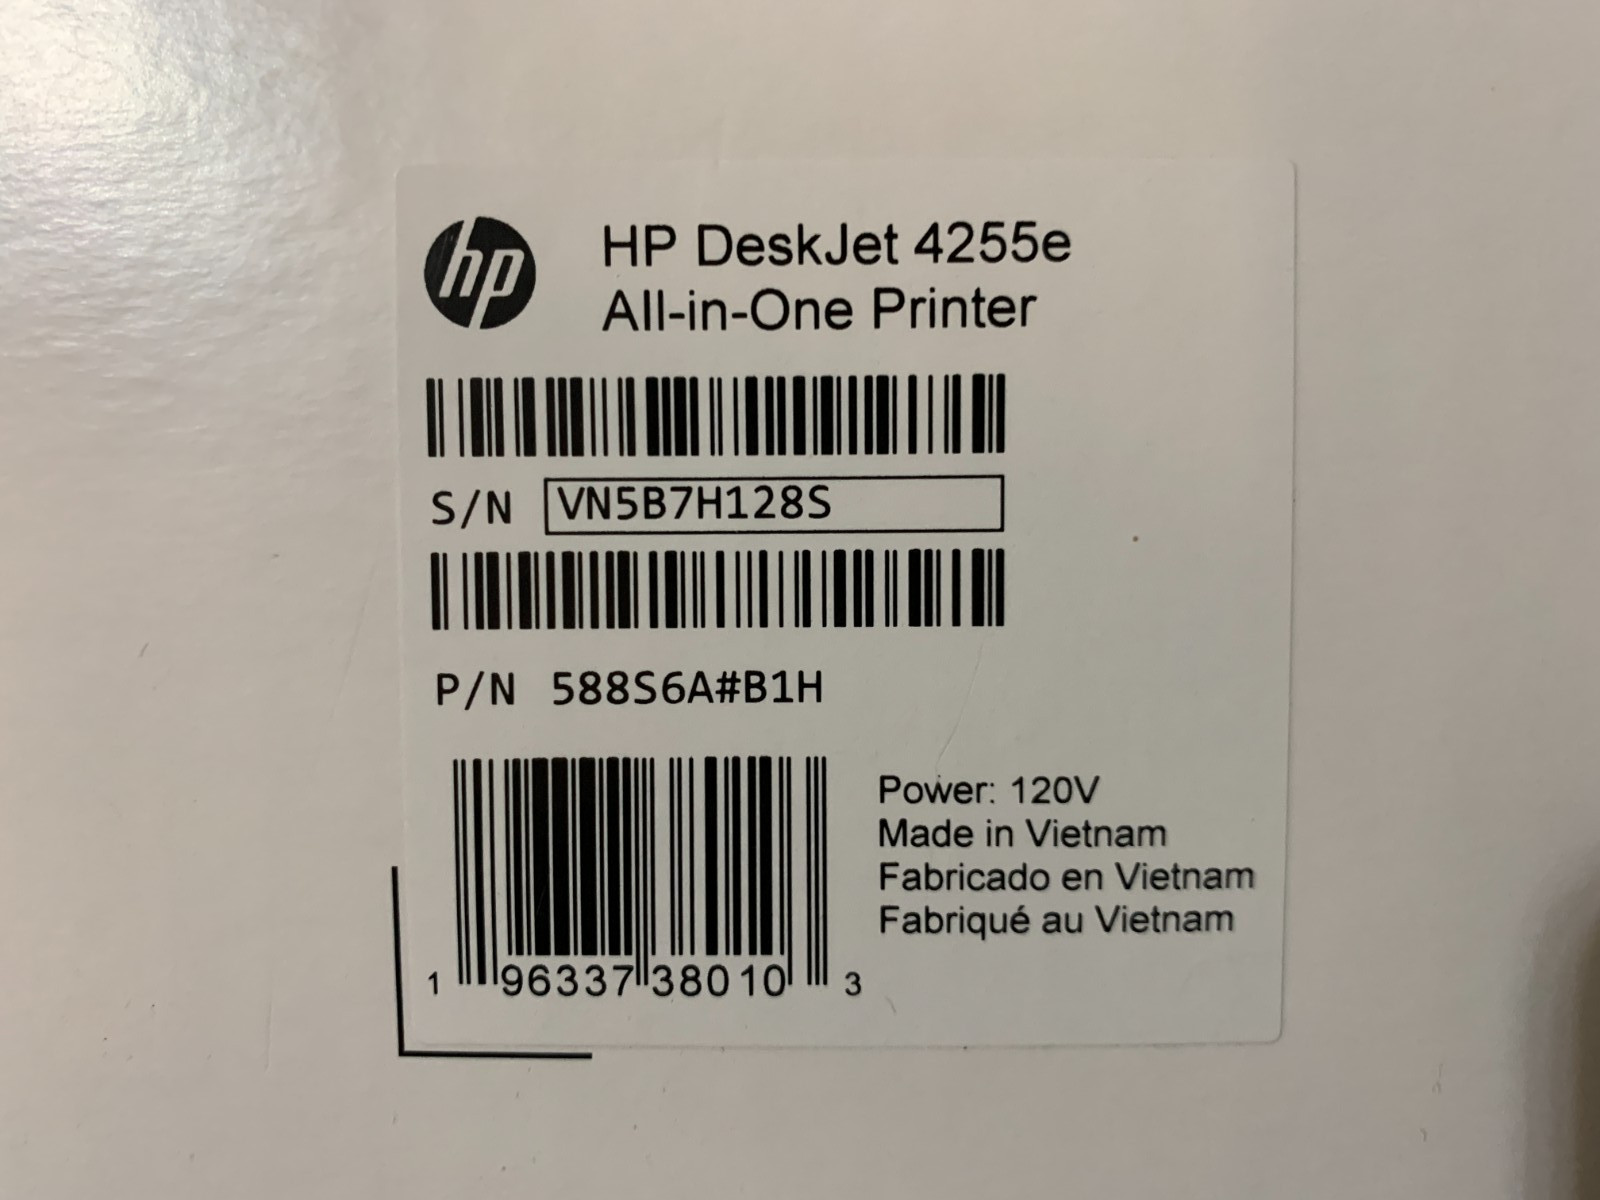 hp
HP DeskJet 4255e
All-in-One Printer
S/N VN5B7H128S
P/N 588S6A#B1H
1 96337 38010 3
Power: 120V
Made in Vietnam
Fabricado en Vietnam
Fabriqué au Vietnam